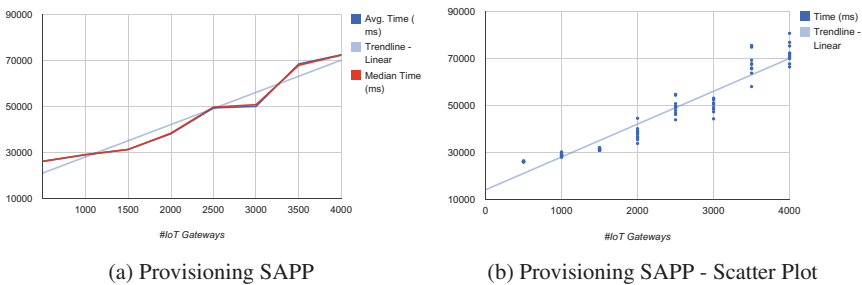 90000
70000
50000
30000
10000
1000 1500 2000 2500 3000 3500 4000
#IoT Gateways
Avg. Time (
ms)
Trendline -
Linear
Median Time
(ms)
(a) Provisioning SAPP
90000
70000
50000
30000
10000
0 1000 2000 3000 4000
#IoT Gateways
Time (ms)
Trendline -
Linear
(b) Provisioning SAPP - Scatter Plot